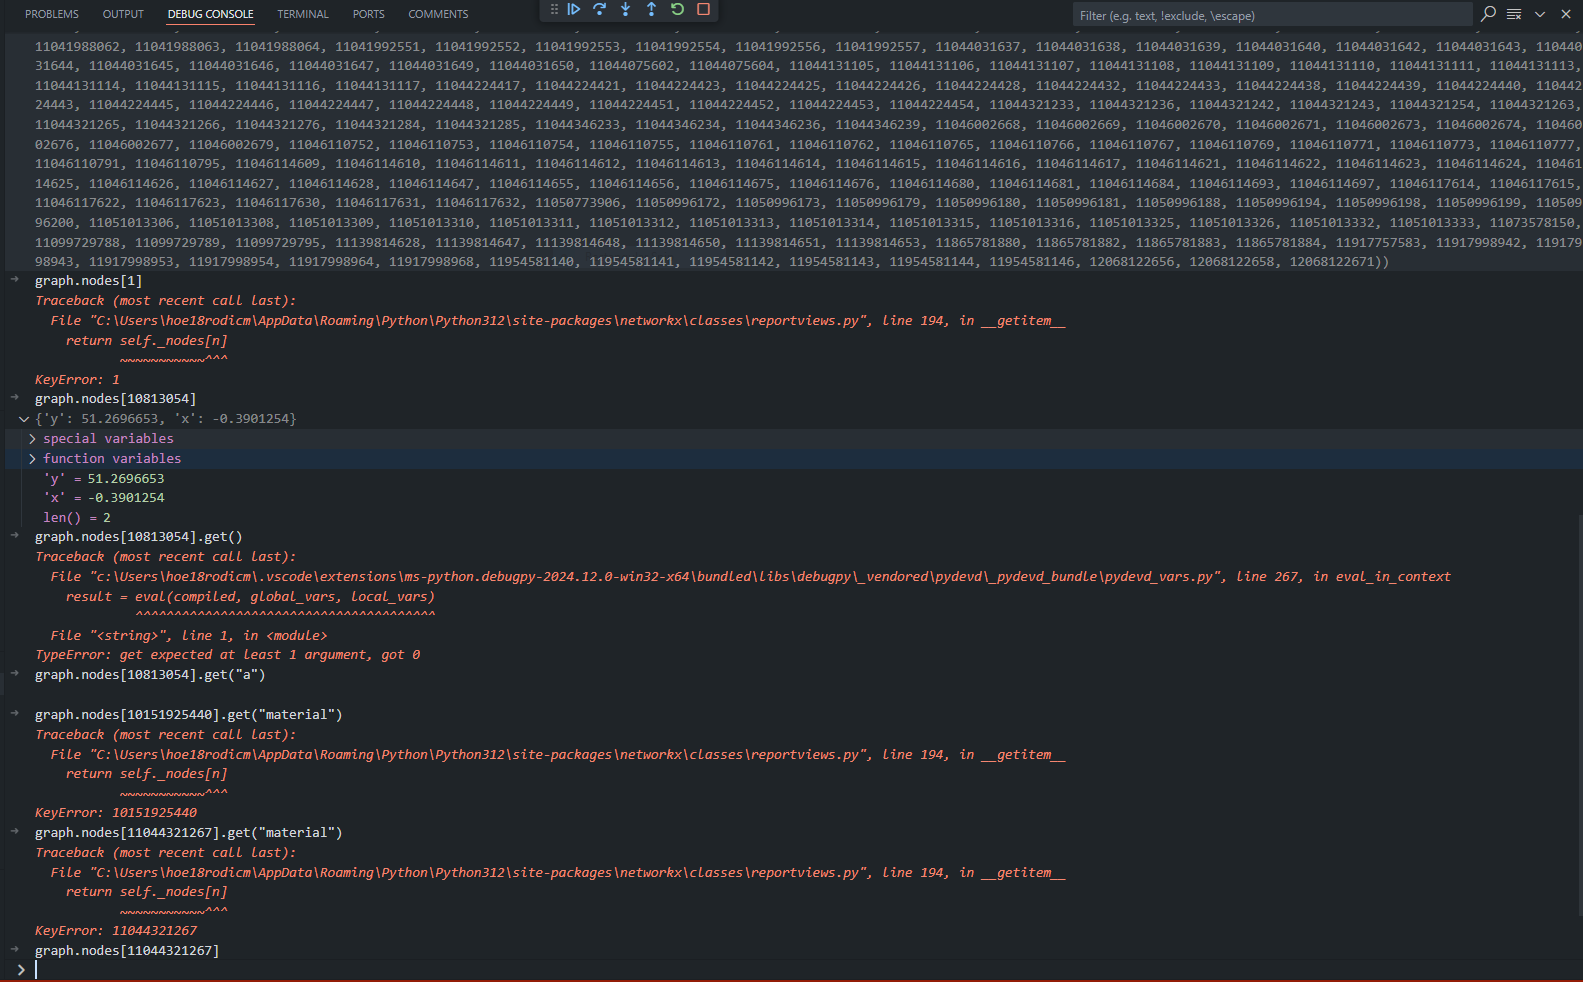 PROBLEMS OUTPUT DEBUG CONSOLE TERMINAL PORTS COMMENTS Filter (e.g. text, !exclude, \escape)
11041988062, 11041988063, 11041988064, 11041992551, 11041992552, 11041992553, 11041992554, 11041992556, 11041992557, 11044031637, 11044031638, 11044031639, 11044031640, 11044031642, 11044031643, 110440
31644, 11044031645, 11044031646, 11044031647, 11044031649, 11044031650, 11044075602, 11044075604, 11044131105, 11044131106, 11044131107, 11044131108, 11044131109, 11044131110, 11044131111, 11044131113,
11044131114, 11044131115, 11044131116, 11044131117, 11044224417, 11044224421, 11044224423, 11044224425, 11044224426, 11044224428, 11044224432, 11044224433, 11044224438, 11044224439, 11044224440, 110442
24443, 11044224445, 11044224446, 11044224447, 11044224448, 11044224449, 11044224451, 11044224452, 11044224453, 11044224454, 11044321233, 11044321236, 11044321242, 11044321243, 11044321254, 11044321263,
11044321265, 11044321266, 11044321276, 11044321284, 11044321285, 11044346233, 11044346234, 11044346236, 11044346239, 11046002668, 11046002669, 11046002670, 11046002671, 11046002673, 11046002674, 110460
02676, 11046002677, 11046002679, 11046110752, 11046110753, 11046110754, 11046110755, 11046110761, 11046110762, 11046110765, 11046110766, 11046110767, 11046110769, 11046110771, 11046110773, 11046110777,
11046110791, 11046110795, 11046114609, 11046114610, 11046114611, 11046114612, 11046114613, 11046114614, 11046114615, 11046114616, 11046114617, 11046114621, 11046114622, 11046114623, 11046114624, 110461
14625, 11046114626, 11046114627, 11046114628, 11046114647, 11046114655, 11046114656, 11046114675, 11046114676, 11046114680, 11046114681, 11046114684, 11046114693, 11046114697, 11046117614, 11046117615,
11046117622, 11046117623, 11046117630, 11046117631, 11046117632, 11050773906, 11050996172, 11050996173, 11050996179, 11050996180, 11050996181, 11050996188, 11050996194, 11050996198, 11050996199, 110509
96200, 11051013306, 11051013308, 11051013309, 11051013310, 11051013311, 11051013312, 11051013313, 11051013314, 11051013315, 11051013316, 11051013325, 11051013326, 11051013332, 11051013333, 11073578150,
11099729788, 11099729789, 11099729795, 11139814628, 11139814647, 11139814648, 11139814650, 11139814651, 11139814653, 11865781880, 11865781882, 11865781883, 11865781884, 11917757583, 11917998942, 119179
98943, 11917998953, 11917998954, 11917998964, 11917998968, 11954581140, 11954581141, 11954581142, 11954581143, 11954581144, 11954581146, 12068122656, 12068122658, 12068122671))
graph.nodes[1]
Traceback (most recent call last):
File "C:\Users\hoe18rodicm\AppData\Roaming\Python\Python312\site-packages\networkx\classes\reportviews.py", line 194, in __getitem__
return self._nodes[n]
~~~~~~~~~~~^^^
KeyError: 1
graph.nodes[10813054]
{'y': 51.2696653, 'x': -0.3901254}
special variables
function variables
'y' = 51.2696653
'x' = -0.3901254
len() = 2
graph.nodes[10813054].get()
Traceback (most recent call last):
File "c:\Users\hoe18rodicm\.vscode\extensions\ms-python.debugpy-2024.12.0-win32-x64\bundled\libs\debugpy\_vendored\pydevd\_pydevd_bundle\pydevd_vars.py", line 267, in eval_in_context
result = eval(compiled, global_vars, local_vars)
^^^^^^^^^^^^^^^^^^^^^^^^^^^^^^^^^^^^^^^
File "<string>", line 1, in <module>
TypeError: get expected at least 1 argument, got 0
graph.nodes[10813054].get("a")
graph.nodes[10151925440].get("material")
Traceback (most recent call last):
File "C:\Users\hoe18rodicm\AppData\Roaming\Python\Python312\site-packages\networkx\classes\reportviews.py", line 194, in __getitem__
return self._nodes[n]
~~~~~~~~~~~^^^
KeyError: 10151925440
graph.nodes[11044321267].get("material")
Traceback (most recent call last):
File "C:\Users\hoe18rodicm\AppData\Roaming\Python\Python312\site-packages\networkx\classes\reportviews.py", line 194, in __getitem__
return self._nodes[n]
~~~~~~~~~~~^^^
KeyError: 11044321267
graph.nodes[11044321267]